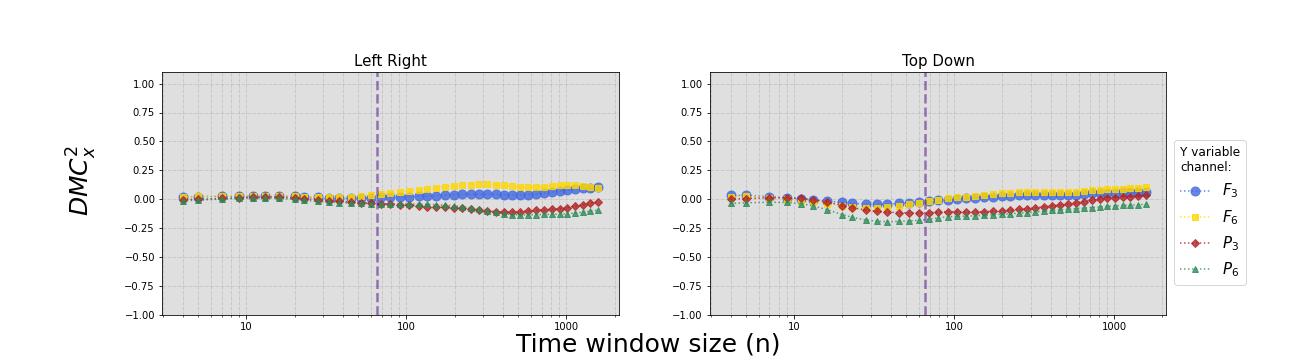 Left Right
Top Down
1.00
0.75
0.50
0.25
0.00
−0.25
−0.50
−0.75
−1.00
10
100
1000
1.00
0.75
0.50
0.25
0.00
−0.25
−0.50
−0.75
−1.00
10
100
1000
DMC²ₓ
Time window size (n)
Y variable
channel:
F₃
F₆
P₃
P₆